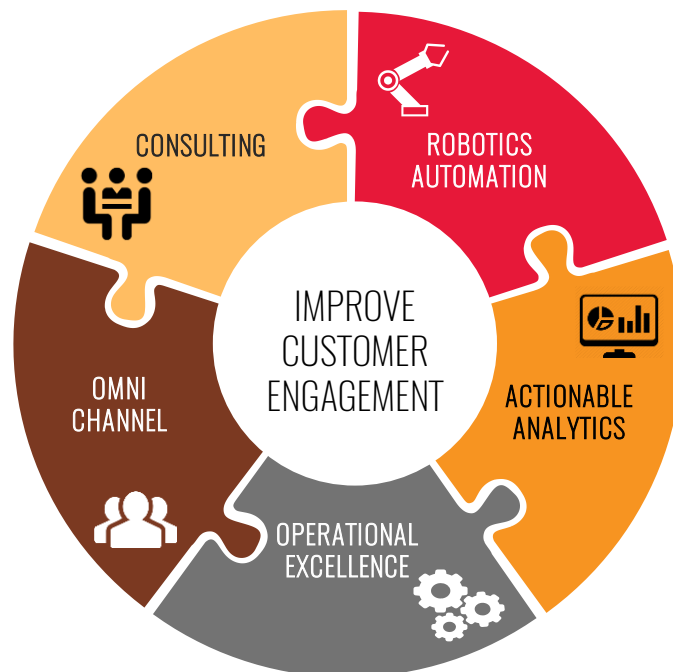 CONSULTING
ROBOTICS
AUTOMATION
IMPROVE
CUSTOMER
ENGAGEMENT
OMNI
CHANNEL
ACTIONABLE
ANALYTICS
OPERATIONAL
EXCELLENCE